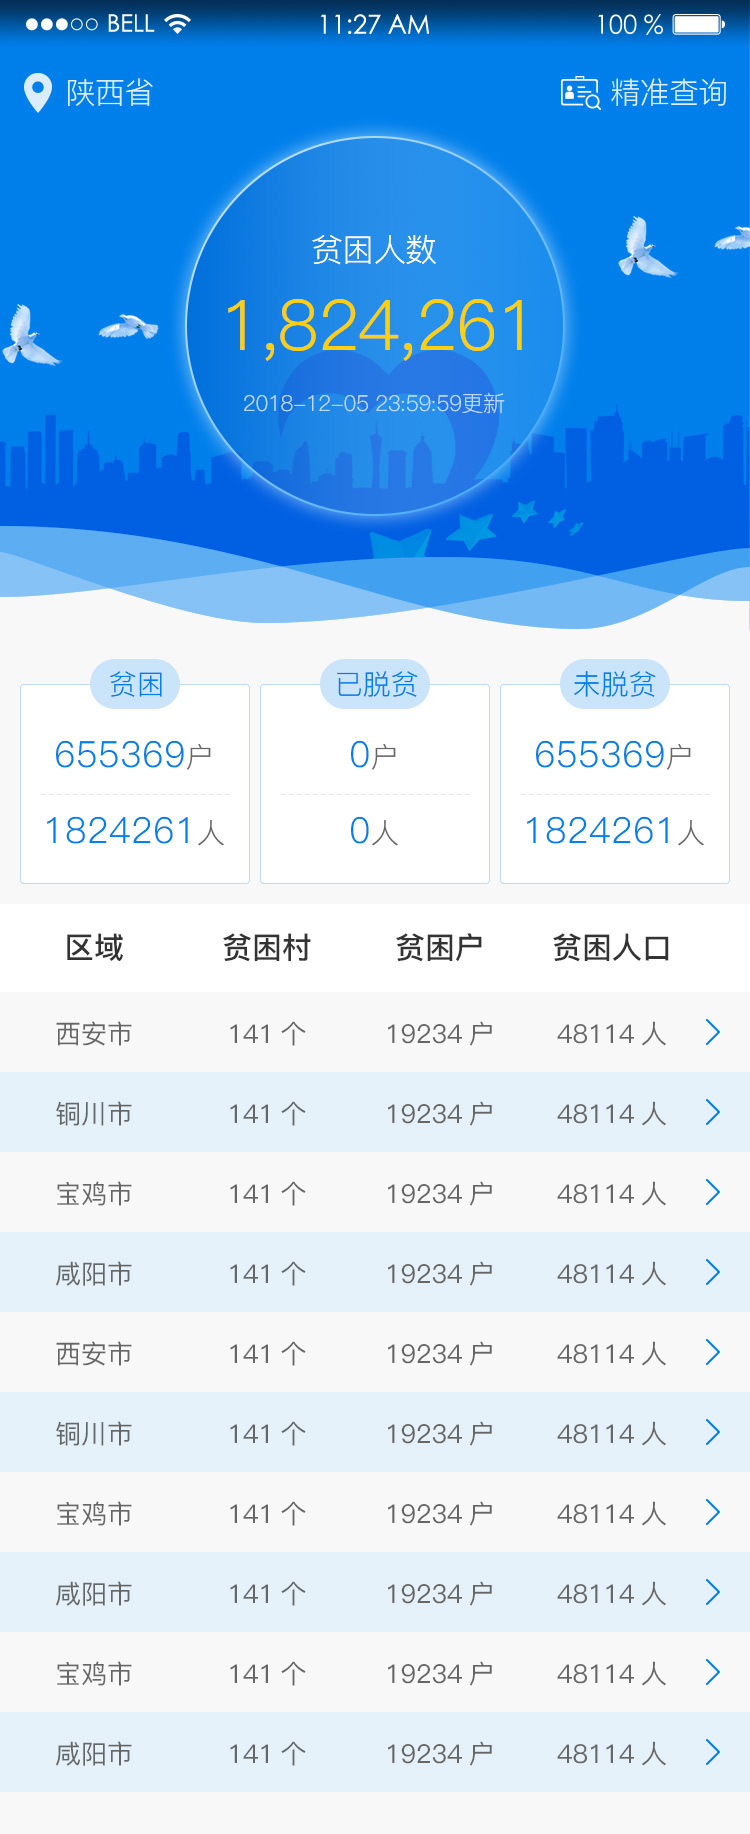 BELL 11:27 AM 100 %
陕西省 精准查询
贫困人数
1,824,261
2018-12-05 23:59:59更新
贫困 已脱贫 未脱贫
655369户 0户 655369户
1824261人 0人 1824261人
区域 贫困村 贫困户 贫困人口
西安市 141 个 19234 户 48114 人
铜川市 141 个 19234 户 48114 人
宝鸡市 141 个 19234 户 48114 人
咸阳市 141 个 19234 户 48114 人
西安市 141 个 19234 户 48114 人
铜川市 141 个 19234 户 48114 人
宝鸡市 141 个 19234 户 48114 人
咸阳市 141 个 19234 户 48114 人
宝鸡市 141 个 19234 户 48114 人
咸阳市 141 个 19234 户 48114 人